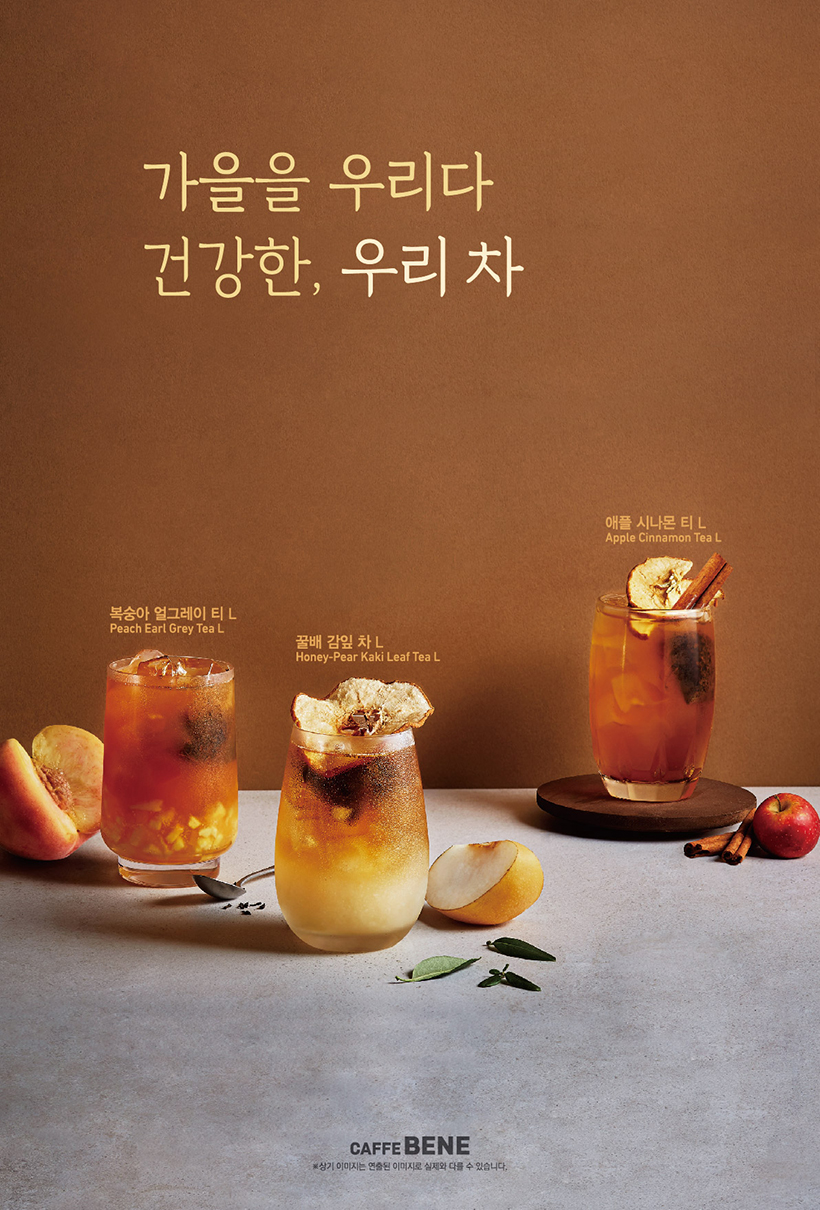 가을을 우리다
건강한, 우리 차
애플 시나몬 티 L
Apple Cinnamon Tea L
복숭아 얼그레이 티 L
Peach Earl Grey Tea L
꿀배 감잎 차 L
Honey-Pear Kaki Leaf Tea L
CAFFE BENE
※상기 이미지는 연출된 이미지로 실제와 다를 수 있습니다.